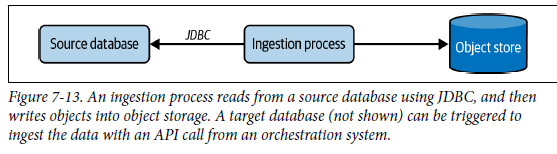 Source database
JDBC
Ingestion process
Object store
Figure 7-13. An ingestion process reads from a source database using JDBC, and then
writes objects into object storage. A target database (not shown) can be triggered to
ingest the data with an API call from an orchestration system.